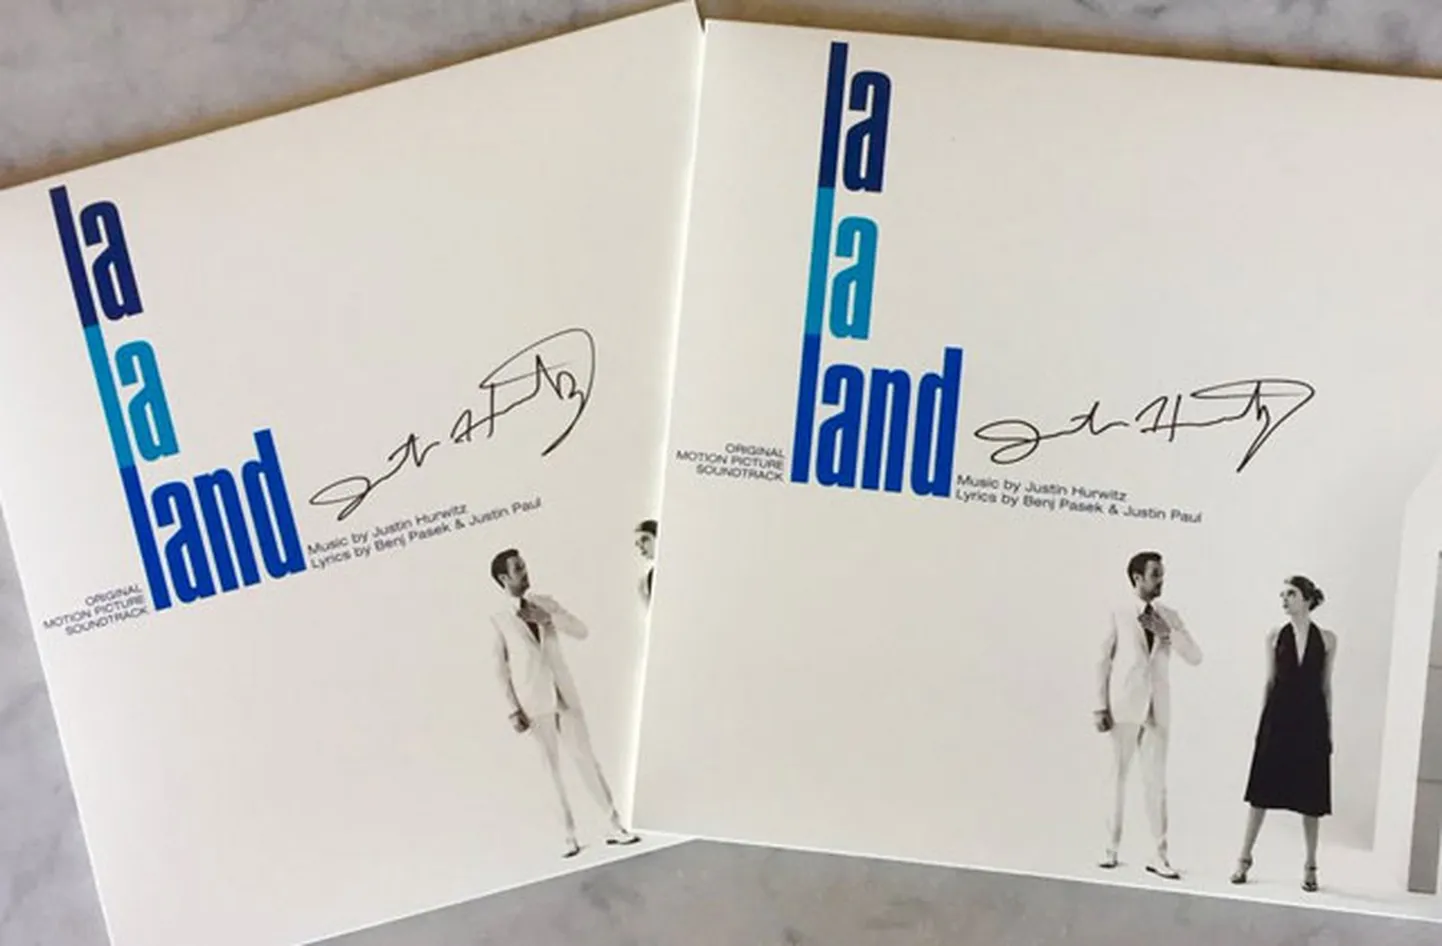 la
la
land
ORIGINAL
MOTION PICTURE
SOUNDTRACK
Music by Justin Hurwitz
Lyrics by Benj Pasek & Justin Paul
la
la
land
ORIGINAL
MOTION PICTURE
SOUNDTRACK
Music by Justin Hurwitz
Lyrics by Benj Pasek & Justin Paul